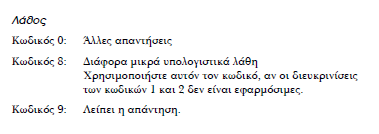 Λάθος
Κωδικός 0: Άλλες απαντήσεις
Κωδικός 8: Διάφορα μικρά υπολογιστικά λάθη
Χρησιμοποιήστε αυτόν τον κωδικό, αν οι διευκρινίσεις
των κωδικών 1 και 2 δεν είναι εφαρμόσιμες.
Κωδικός 9: Λείπει η απάντηση.